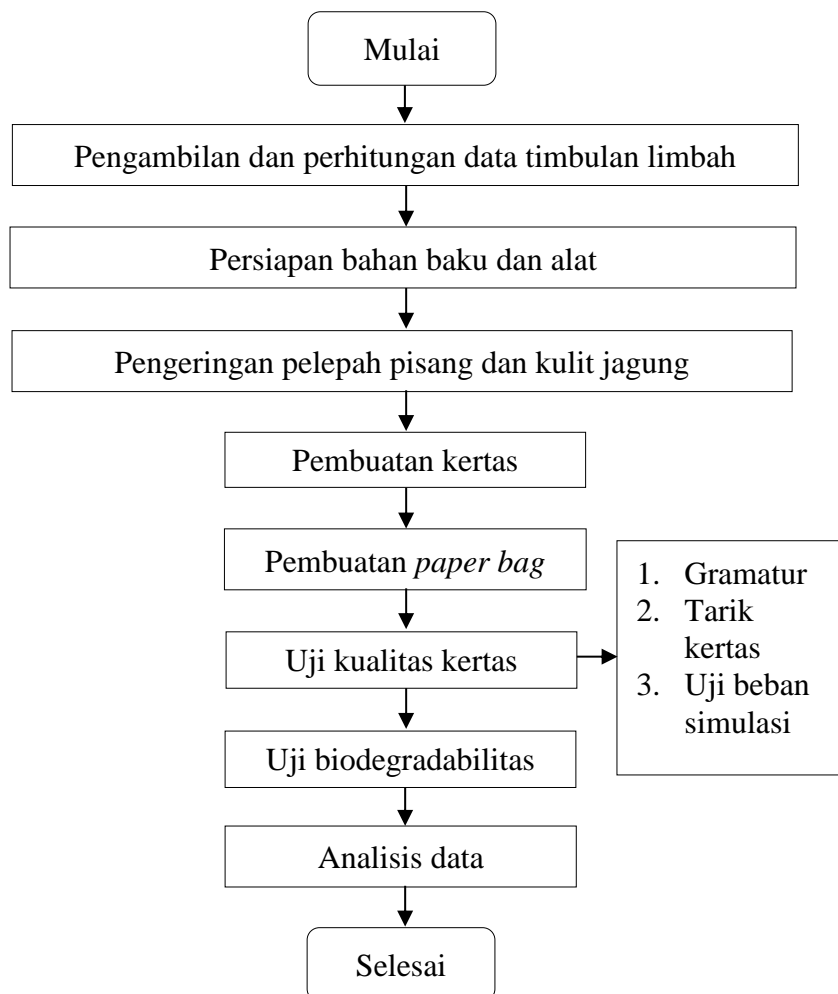 Mulai
Pengambilan dan perhitungan data timbulan limbah
Persiapan bahan baku dan alat
Pengeringan pelepah pisang dan kulit jagung
Pembuatan kertas
Pembuatan paper bag
Uji kualitas kertas
1. Gramatur
2. Tarik
kertas
3. Uji beban
simulasi
Uji biodegradabilitas
Analisis data
Selesai